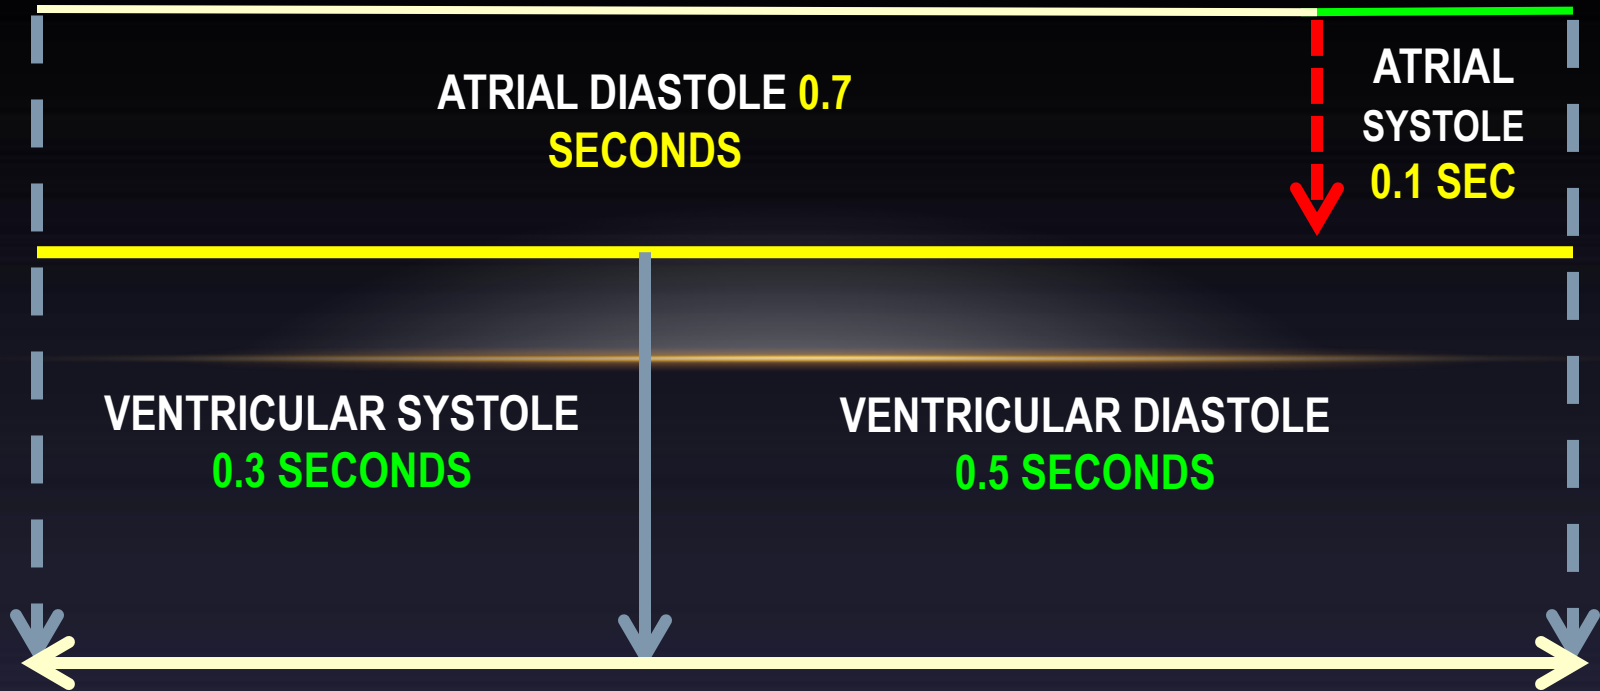 ATRIAL DIASTOLE 0.7
SECONDS
ATRIAL
SYSTOLE
0.1 SEC
VENTRICULAR SYSTOLE
0.3 SECONDS
VENTRICULAR DIASTOLE
0.5 SECONDS